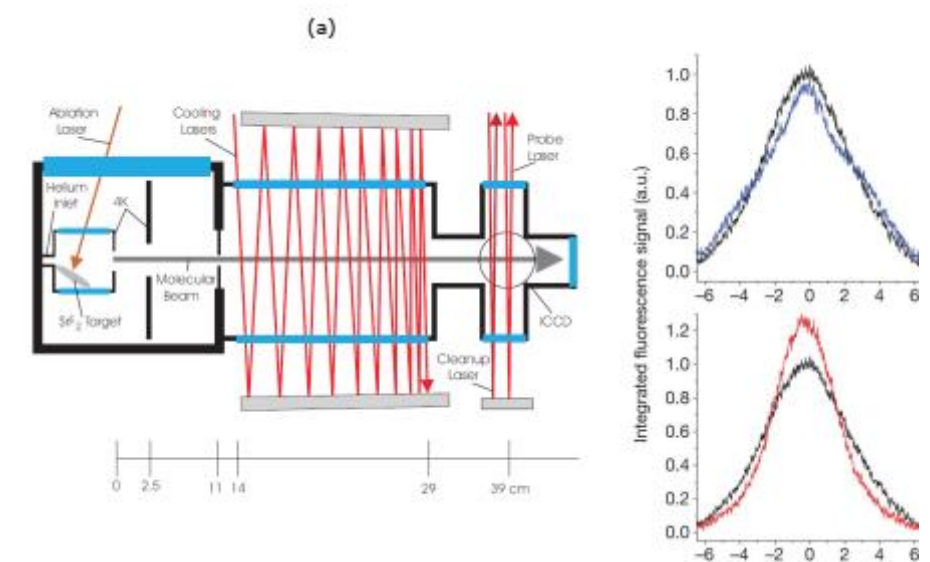 (a)
Ablation
Laser
Cooling
Lasers
Probe
Laser
Helium
Inlet
4K
Molecular
Beam
SrF2 Target
ICCD
Cleanup
Laser
0 2.5 11 14 29 39 cm
Integrated fluorescence signal (a.u.)
1.0
0.8
0.6
0.4
0.2
0.0
−6 −4 −2 0 2 4 6
1.2
1.0
0.8
0.6
0.4
0.2
0.0
−6 −4 −2 0 2 4 6